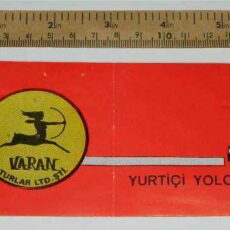 VARAN
TURLAR LTD. ŞTİ.
YURTİÇİ YOLC